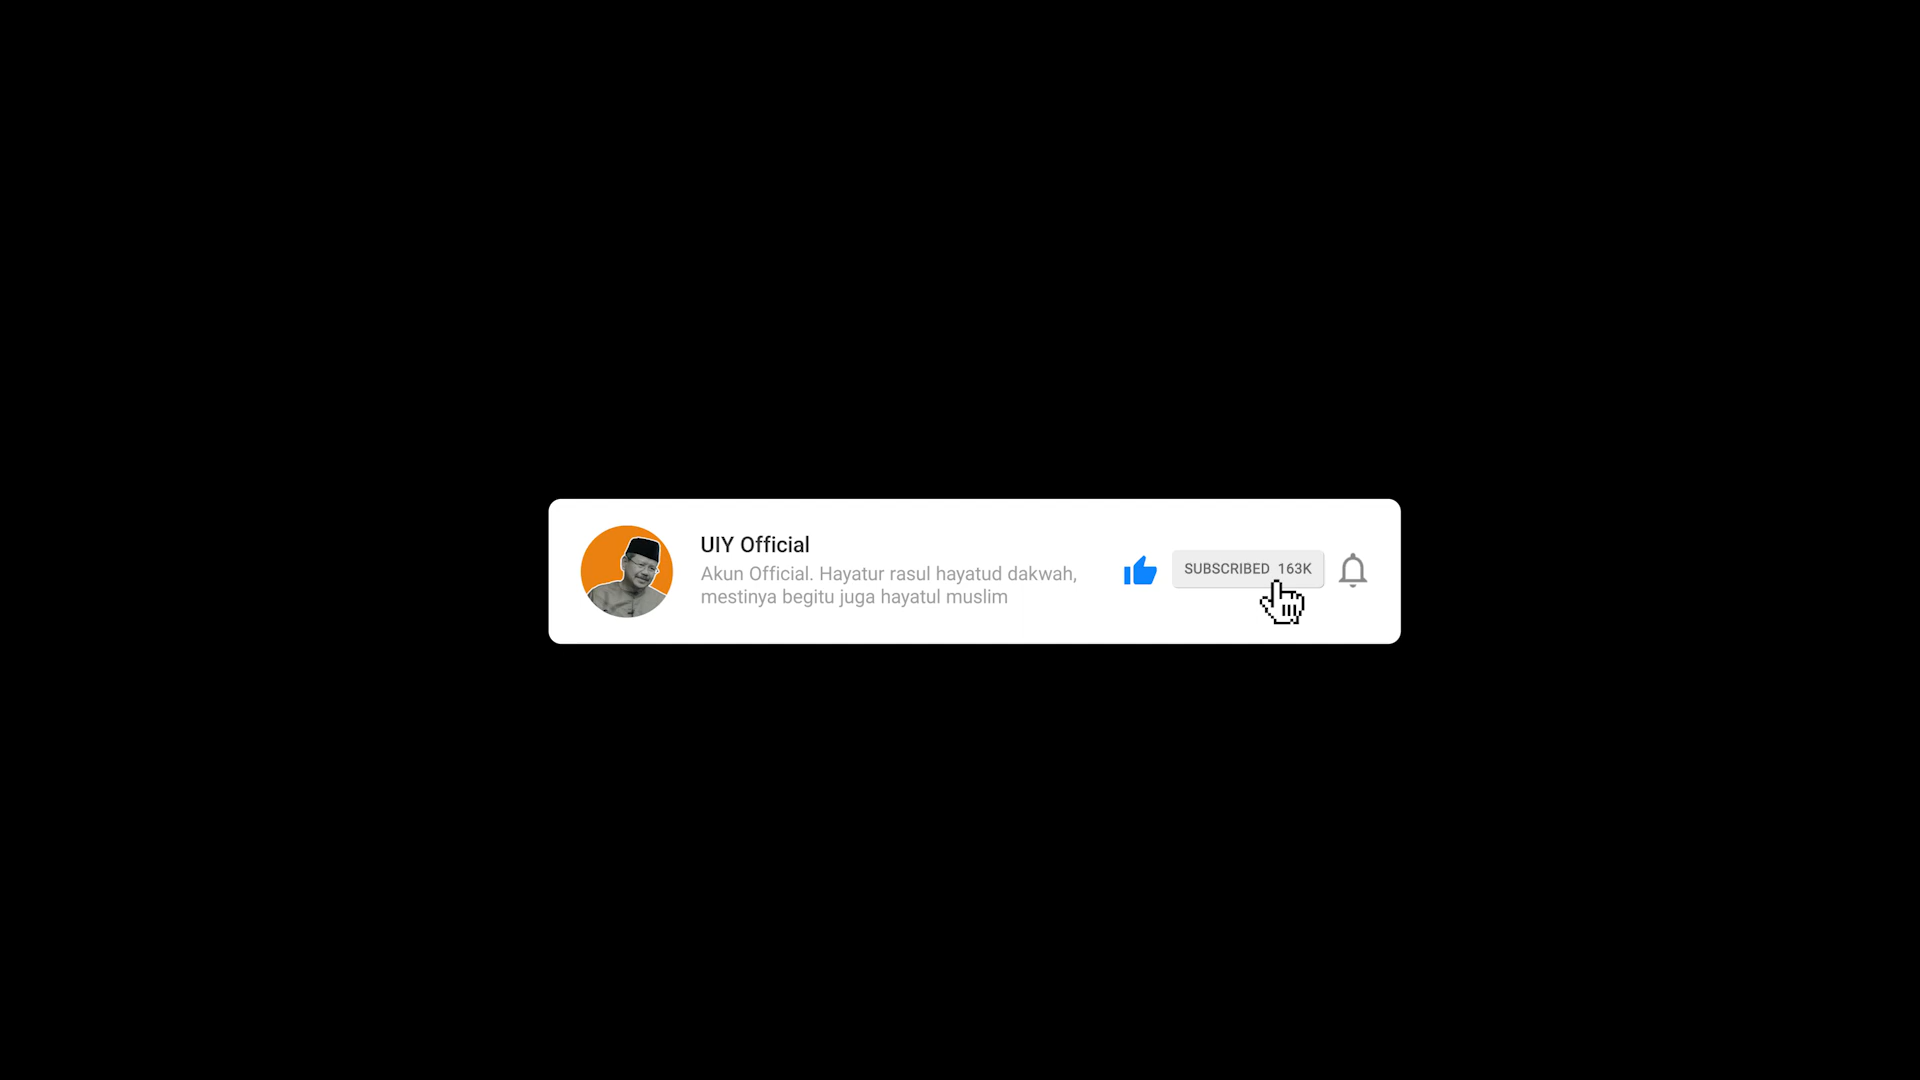 UIY Official
Akun Official. Hayatur rasul hayatud dakwah,
mestinya begitu juga hayatul muslim
SUBSCRIBED 163K